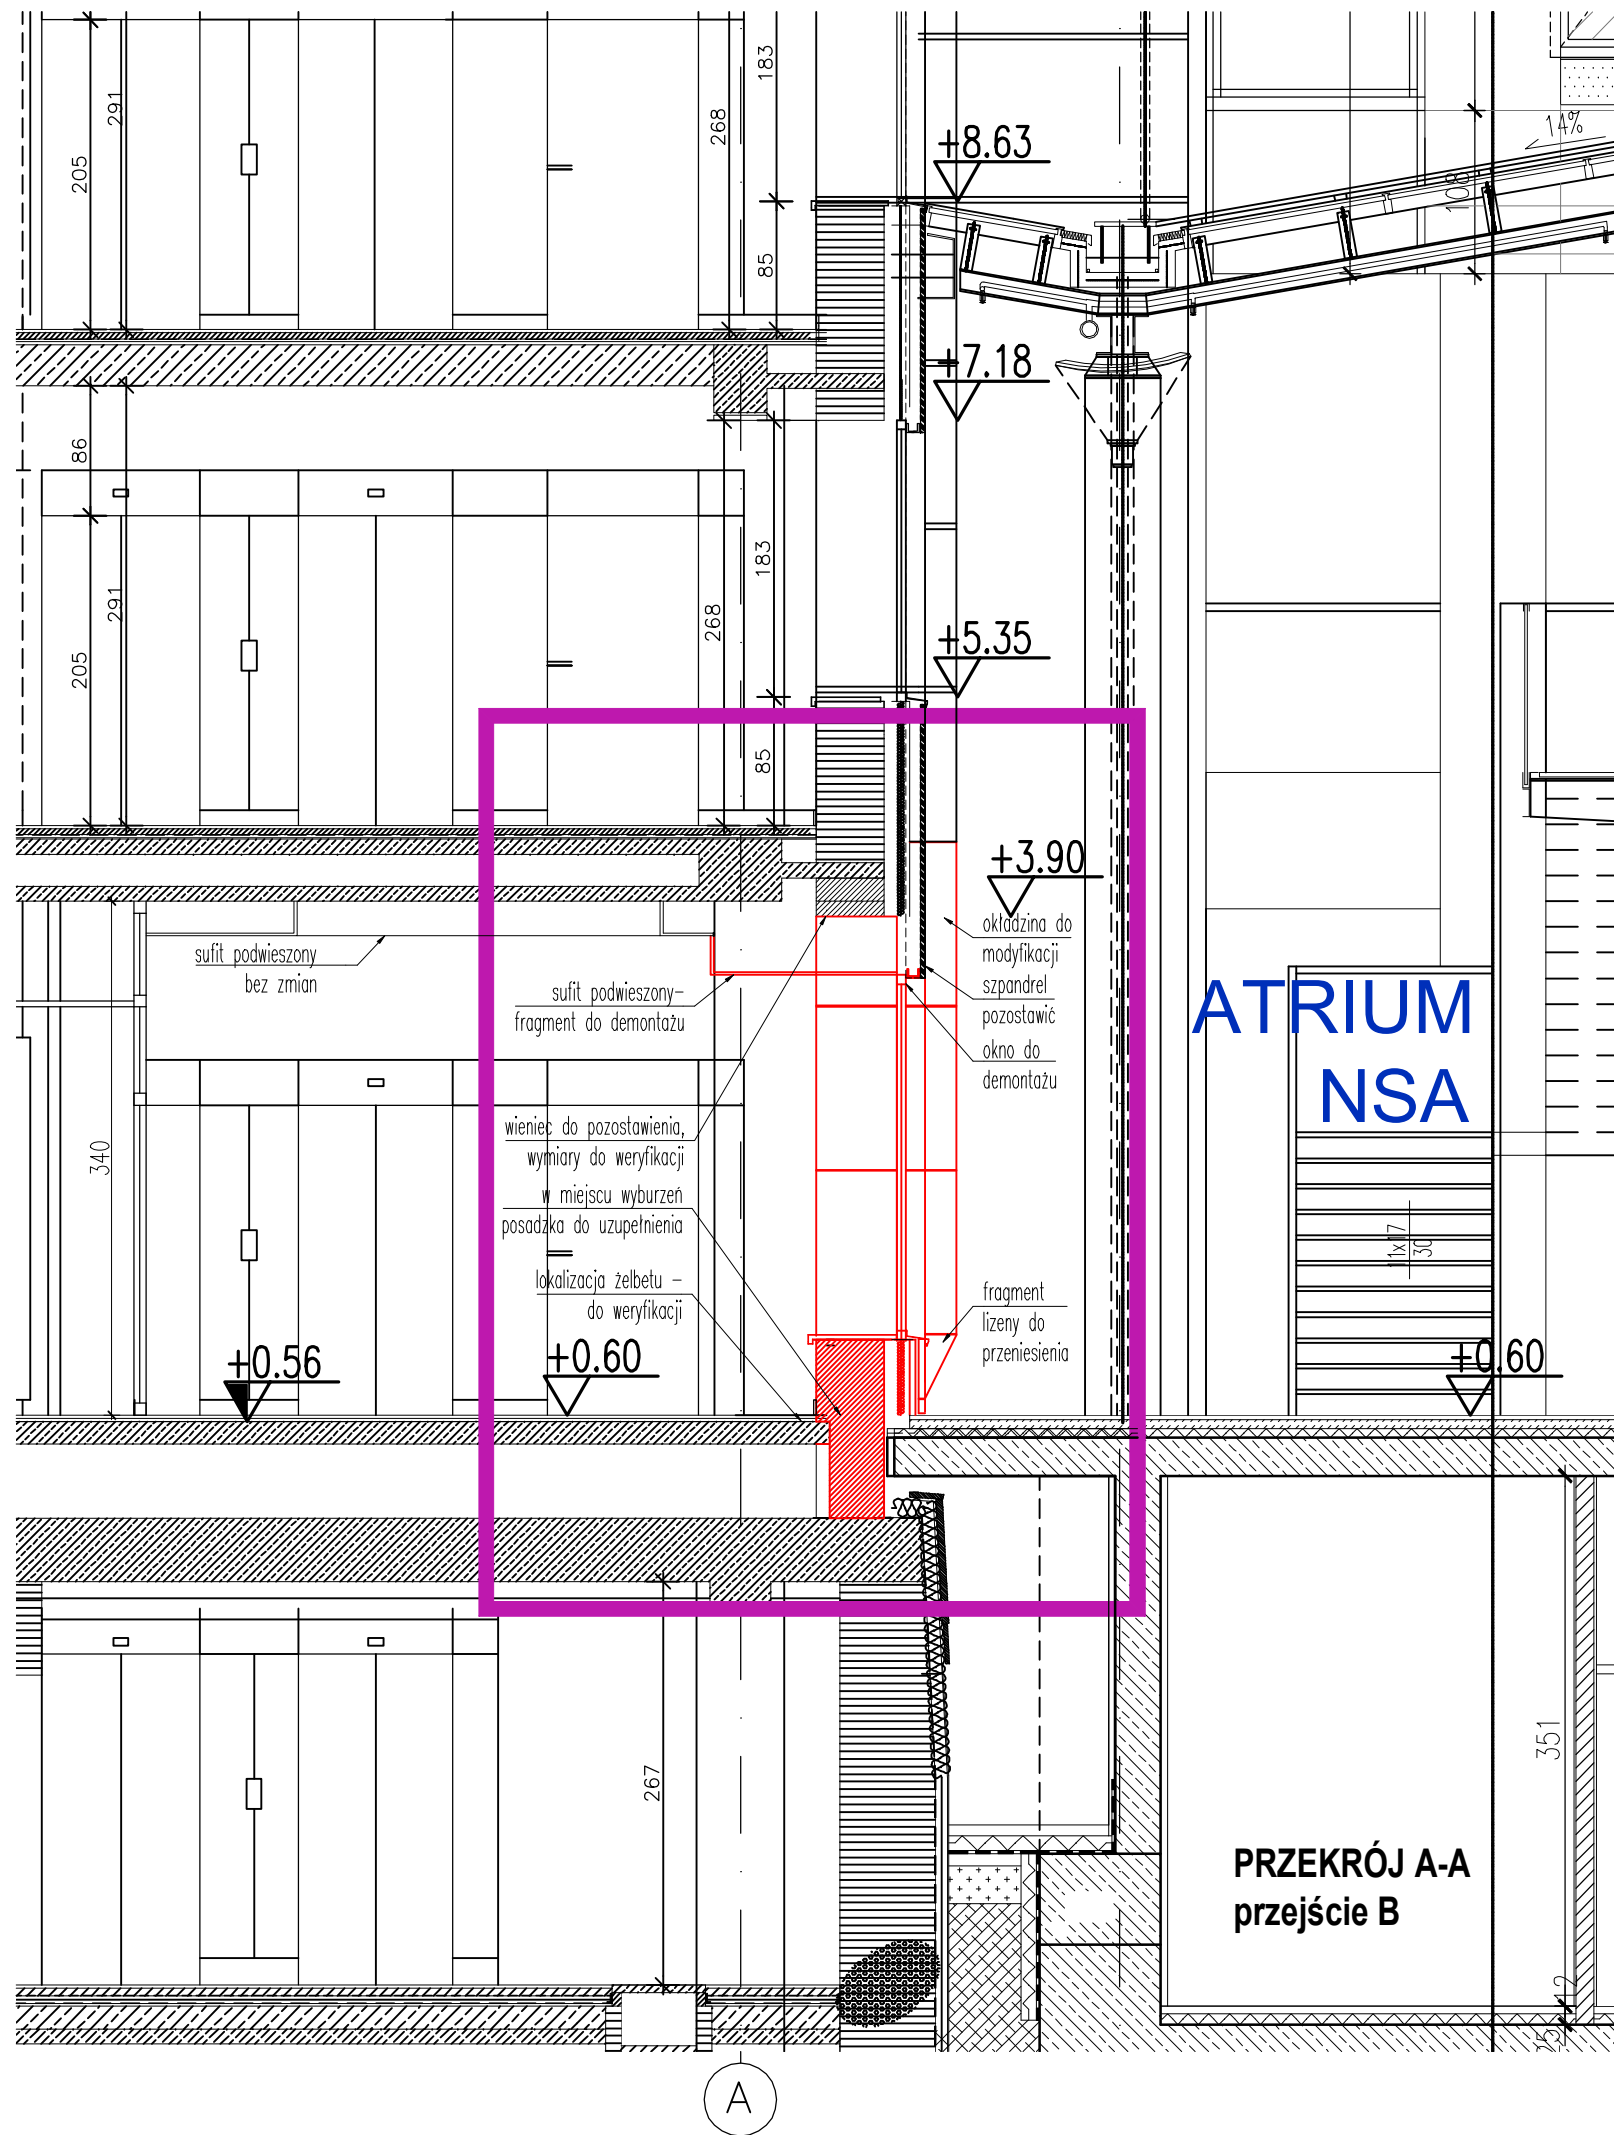 183
291
268
205
14%
+8.63
108
85
+7.18
86
183
291
268
205
+5.35
85
+3.90
okładzina do
modyfikacji
szpandrel
pozostawić
okno do
demontażu
sufit podwieszony
bez zmian
sufit podwieszony–
fragment do demontażu
ATRIUM
NSA
wieniec do pozostawienia,
wymiary do weryfikacji
w miejscu wyburzeń
posadzka do uzupełnienia
lokalizacja żelbetu –
do weryfikacji
340
11x17
30
fragment
lizeny do
przeniesienia
+0.56
+0.60
+0.60
267
351
PRZEKRÓJ A-A
przejście B
12
A